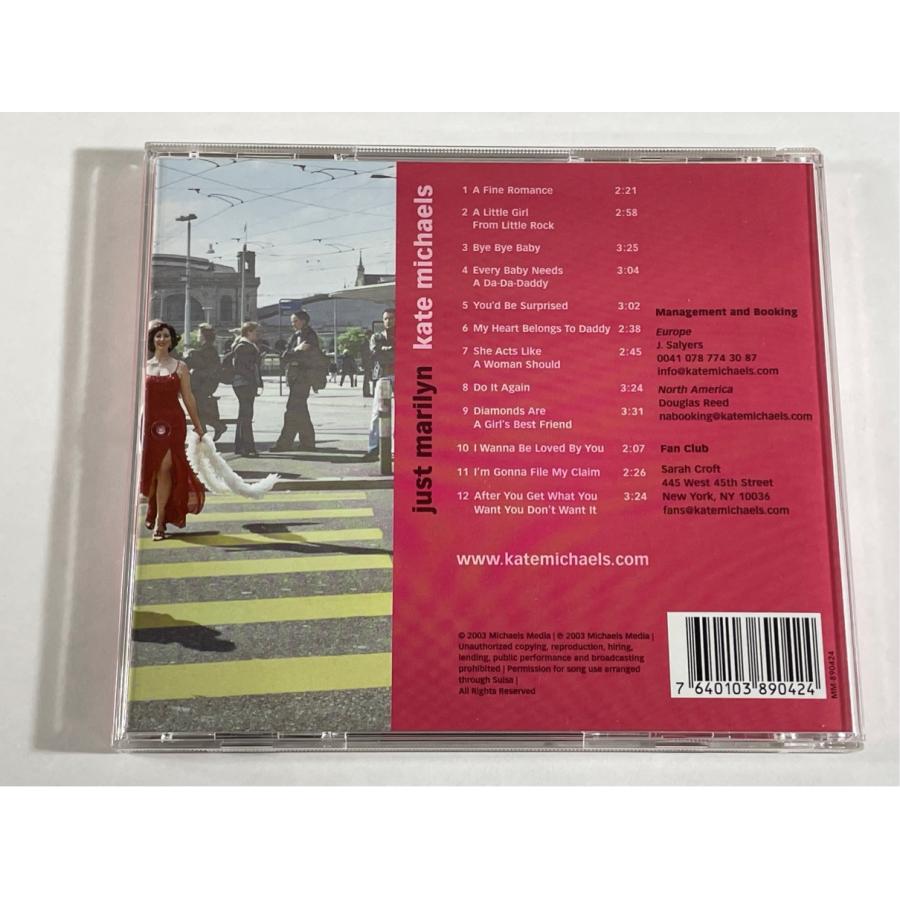 just marilyn kate michaels
1 A Fine Romance 2:21
2 A Little Girl 2:58
From Little Rock
3 Bye Bye Baby 3:25
4 Every Baby Needs 3:04
A Da-Da-Daddy
5 You'd Be Surprised 3:02
6 My Heart Belongs To Daddy 2:38
7 She Acts Like 2:45
A Woman Should
8 Do It Again 3:24
9 Diamonds Are 3:31
A Girl's Best Friend
10 I Wanna Be Loved By You 2:07
11 I'm Gonna File My Claim 2:26
12 After You Get What You 3:24
Want You Don't Want It
www.katemichaels.com
Management and Booking
Europe
J. Salyers
0041 078 774 30 87
info@katemichaels.com
North America
Douglas Reed
nabooking@katemichaels.com
Fan Club
Sarah Croft
445 West 45th Street
New York, NY 10036
fans@katemichaels.com
© 2003 Michaels Media | ℗ 2003 Michaels Media |
Unauthorized copying, reproduction, hiring,
lending, public performance and broadcasting
prohibited | Permission for song use arranged
through Suisa |
All Rights Reserved
7 640103 890424
MM-890424